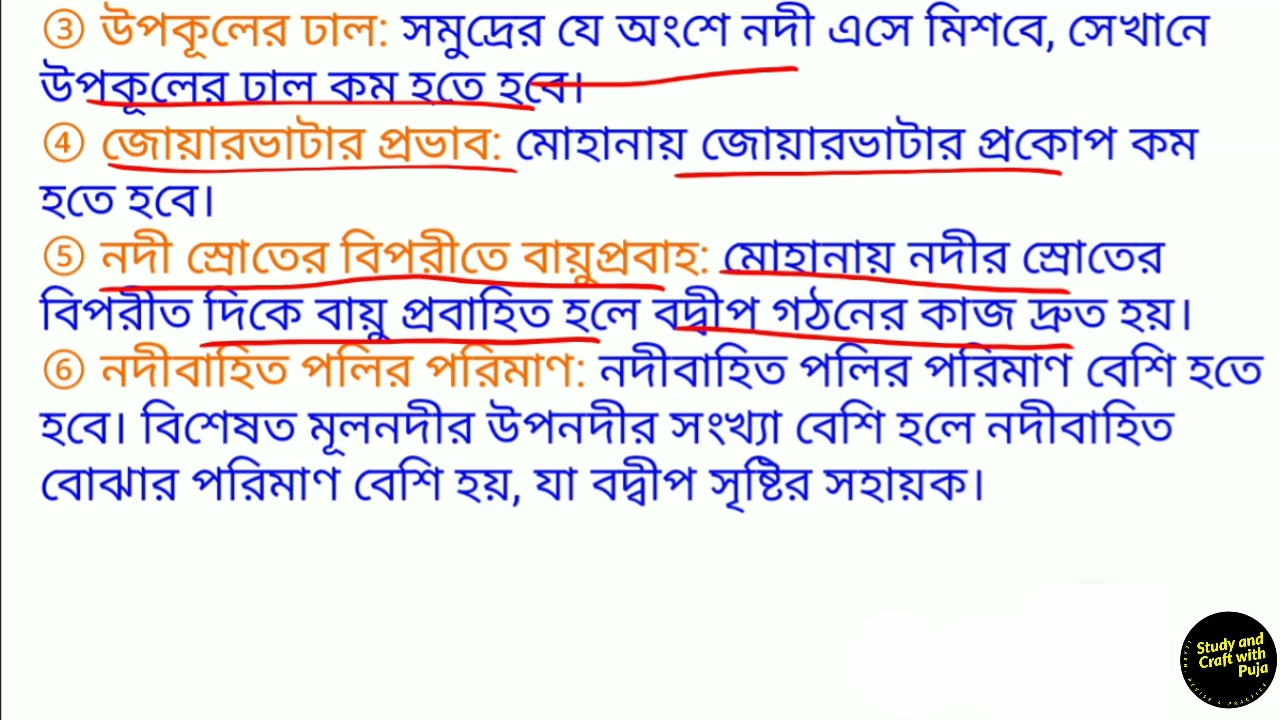 ③ উপকূলের ঢাল: সমুদ্রের যে অংশে নদী এসে মিশবে, সেখানে
উপকূলের ঢাল কম হতে হবে।
④ জোয়ারভাটার প্রভাব: মোহানায় জোয়ারভাটার প্রকোপ কম
হতে হবে।
⑤ নদী স্রোতের বিপরীতে বায়ুপ্রবাহ: মোহানায় নদীর স্রোতের
বিপরীত দিকে বায়ু প্রবাহিত হলে বদ্বীপ গঠনের কাজ দ্রুত হয়।
⑥ নদীবাহিত পলির পরিমাণ: নদীবাহিত পলির পরিমাণ বেশি হতে
হবে। বিশেষত মূলনদীর উপনদীর সংখ্যা বেশি হলে নদীবাহিত
বোঝার পরিমাণ বেশি হয়, যা বদ্বীপ সৃষ্টির সহায়ক।
Study and
Craft with
Puja